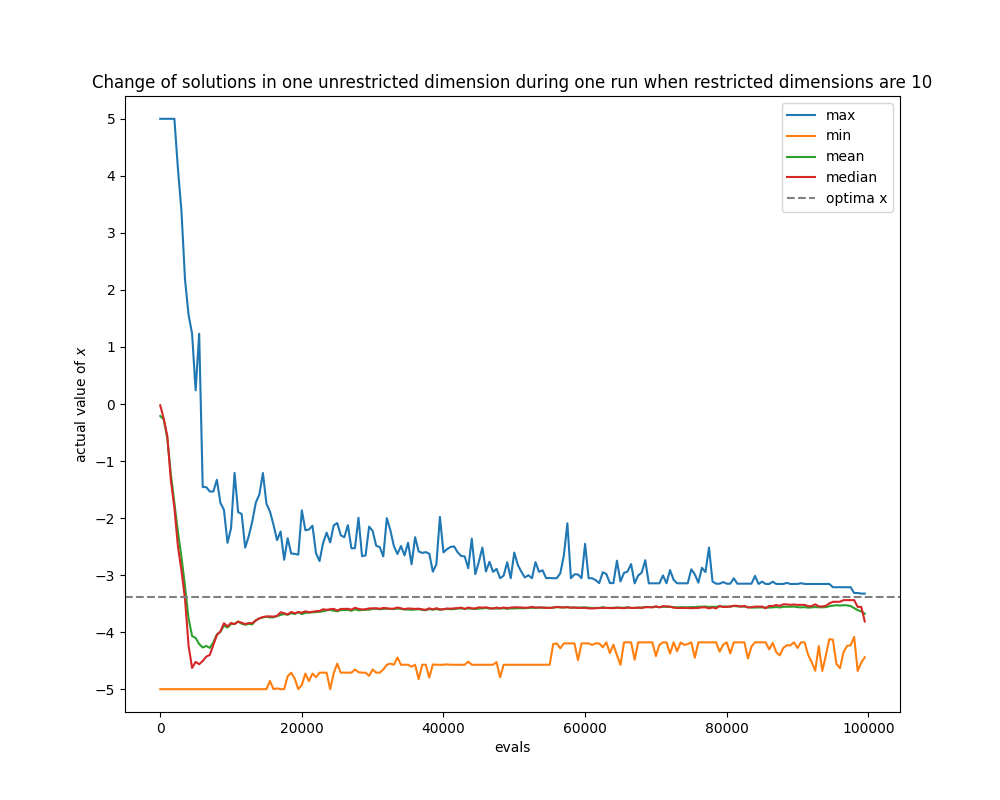 Change of solutions in one unrestricted dimension during one run when restricted dimensions are 10
max
min
mean
median
optima x
5
4
3
2
1
0
−1
−2
−3
−4
−5
actual value of x
0
20000
40000
60000
80000
100000
evals